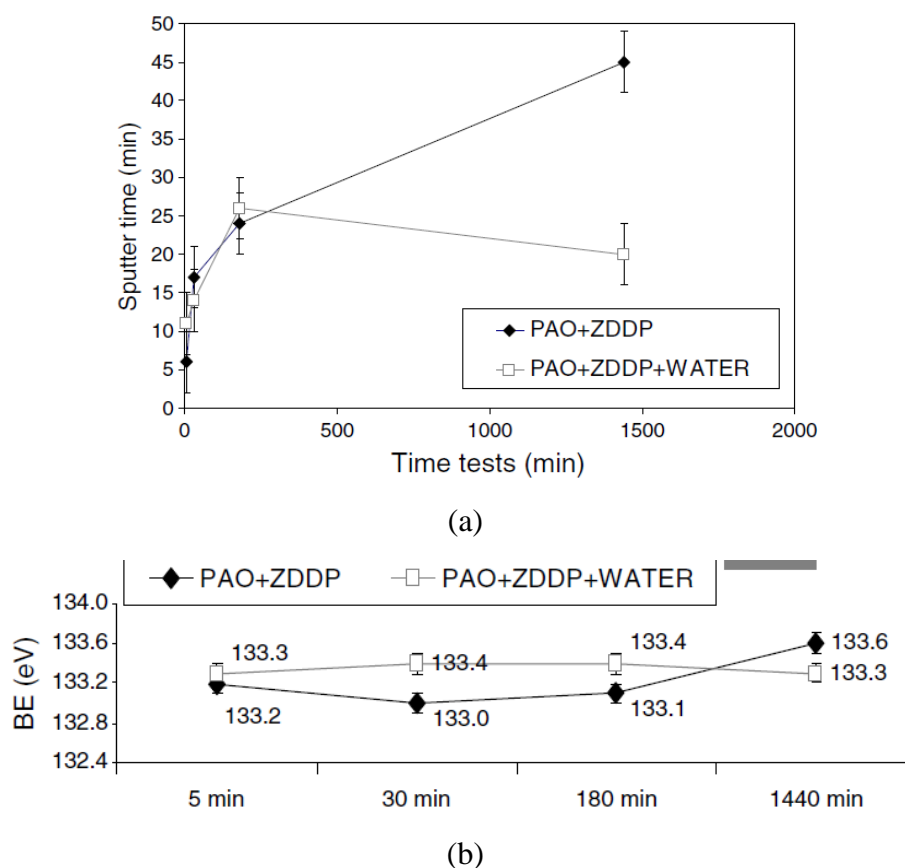 50
45
40
35
30
25
20
15
10
5
0
Sputter time (min)
PAO+ZDDP
PAO+ZDDP+WATER
0 500 1000 1500 2000
Time tests (min)
(a)
PAO+ZDDP PAO+ZDDP+WATER
134.0
133.6
133.2
132.8
132.4
BE (eV)
133.3 133.4 133.4 133.6
133.2 133.0 133.1 133.3
5 min 30 min 180 min 1440 min
(b)